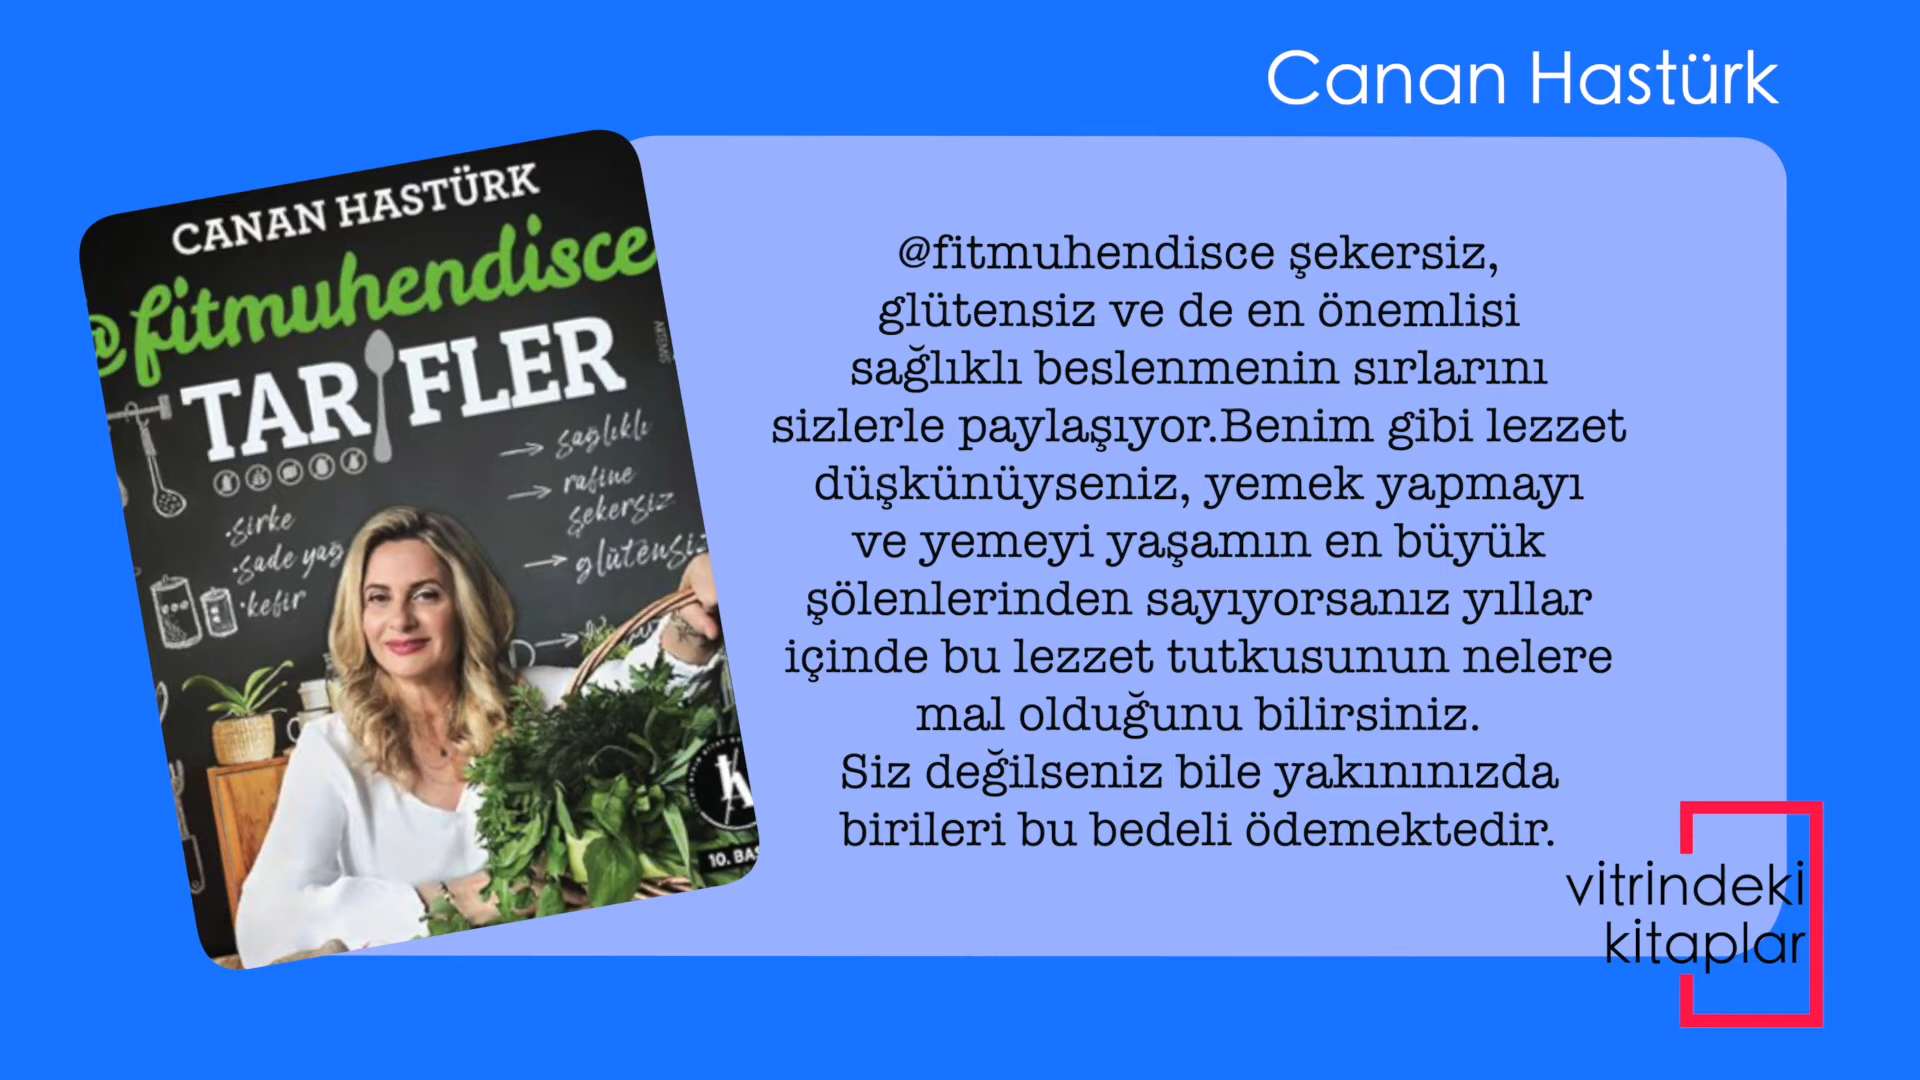 Canan Hastürk
CANAN HASTÜRK
@fitmuhendisce
TARİFLER
ARTEMİS
→ sağlıklı
→ rafine
şekersiz
→ glütensiz
•sirke
•sade yağ
•kefir
10. BAS
@fitmuhendisce şekersiz,
glütensiz ve de en önemlisi
sağlıklı beslenmenin sırlarını
sizlerle paylaşıyor.Benim gibi lezzet
düşkünüyseniz, yemek yapmayı
ve yemeyi yaşamın en büyük
şölenlerinden sayıyorsanız yıllar
içinde bu lezzet tutkusunun nelere
mal olduğunu bilirsiniz.
Siz değilseniz bile yakınınızda
birileri bu bedeli ödemektedir.
vitrindeki
kitaplar